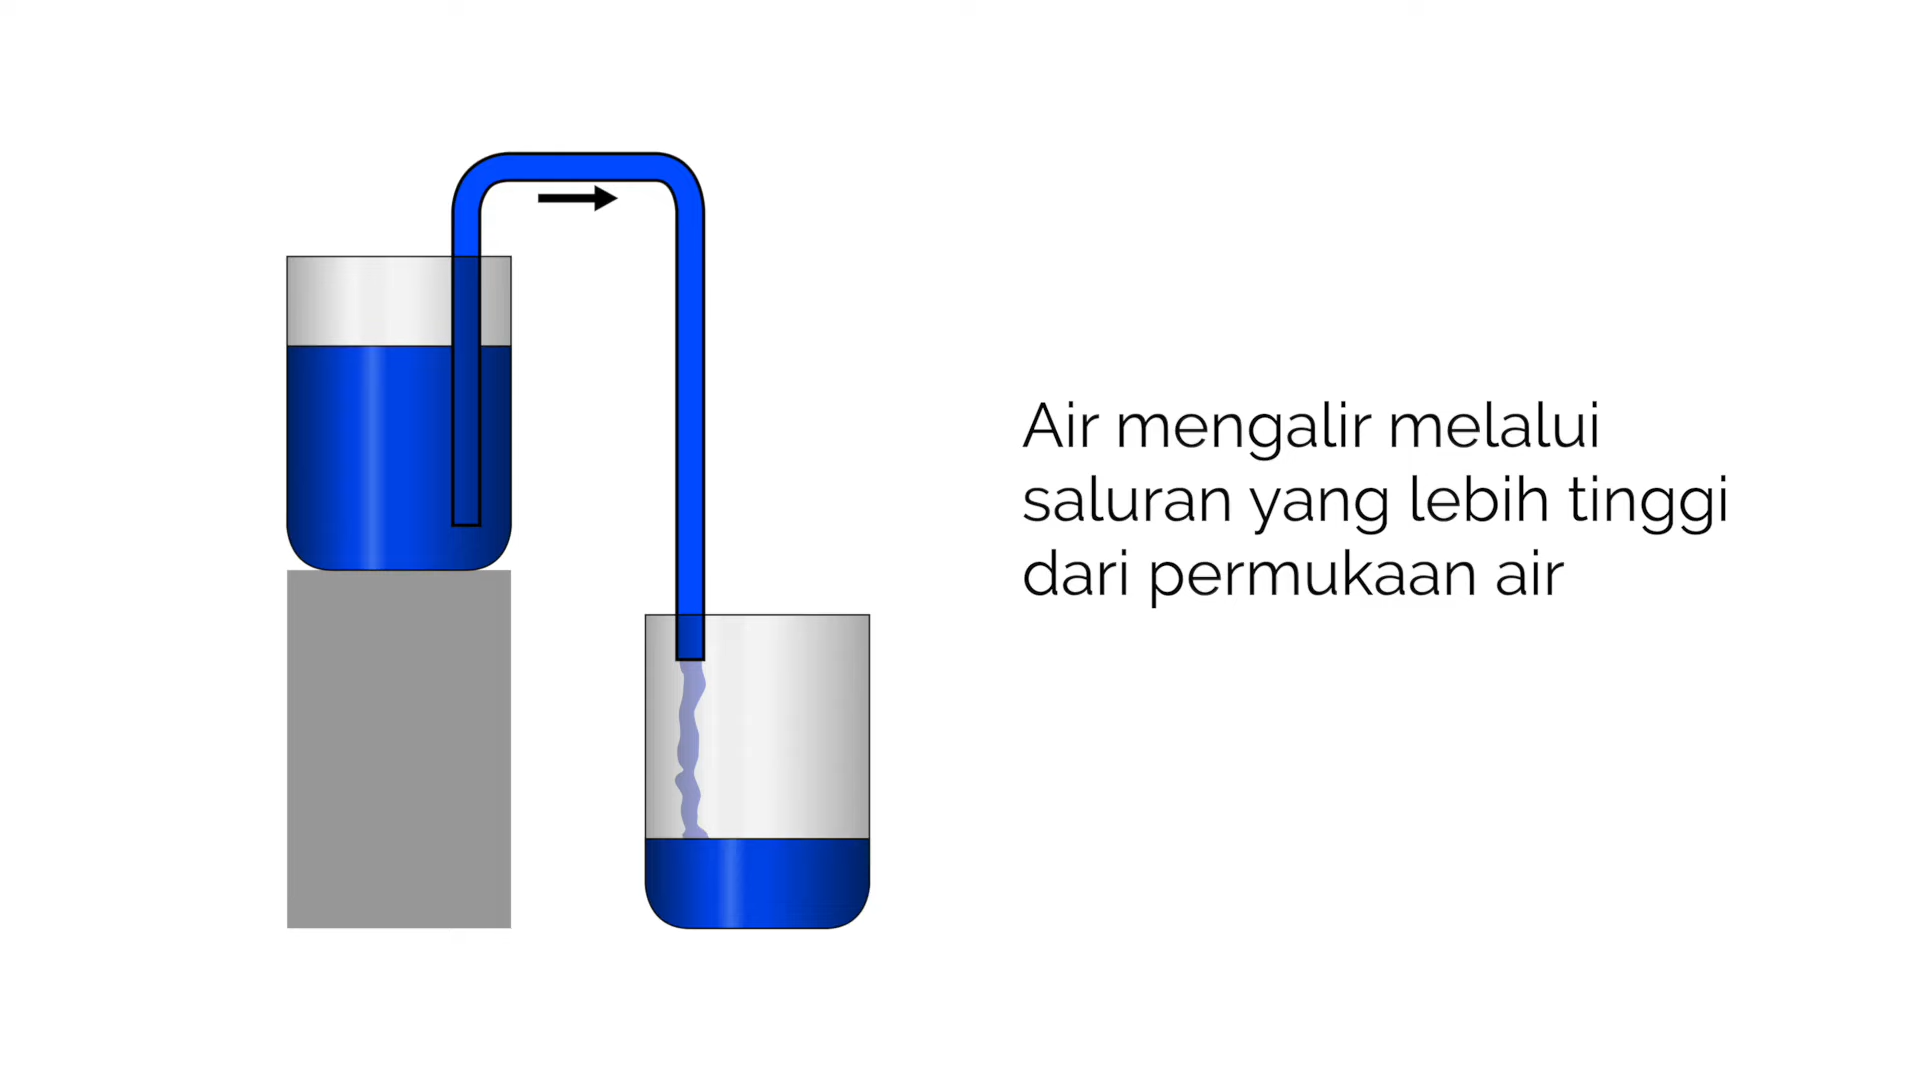 Air mengalir melalui
saluran yang lebih tinggi
dari permukaan air